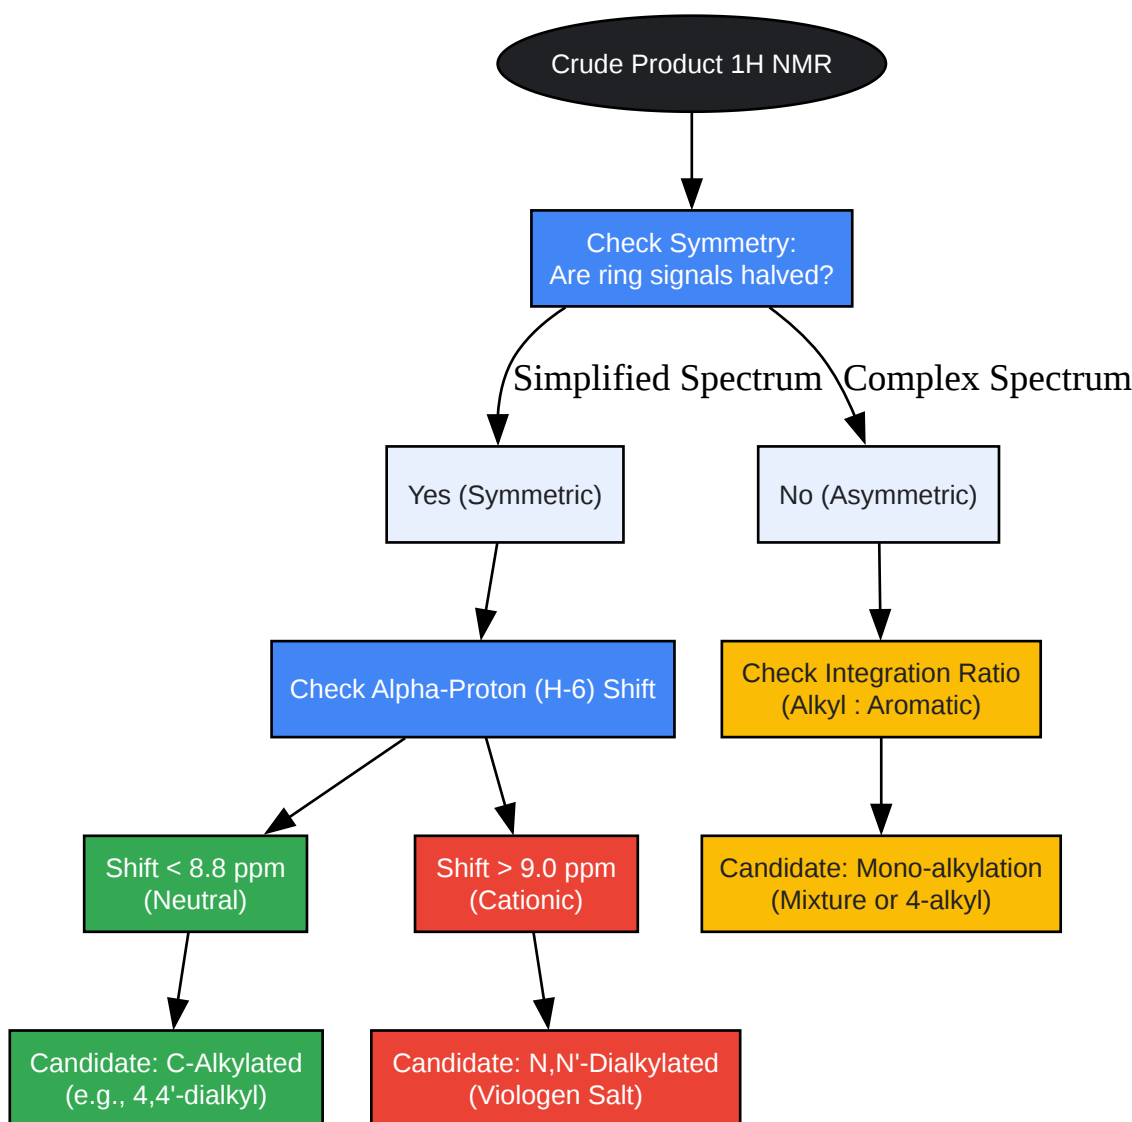 Crude Product 1H NMR
Check Symmetry:
Are ring signals halved?
Simplified Spectrum
Complex Spectrum
Yes (Symmetric)
No (Asymmetric)
Check Alpha-Proton (H-6) Shift
Check Integration Ratio
(Alkyl : Aromatic)
Shift < 8.8 ppm
(Neutral)
Shift > 9.0 ppm
(Cationic)
Candidate: Mono-alkylation
(Mixture or 4-alkyl)
Candidate: C-Alkylated
(e.g., 4,4'-dialkyl)
Candidate: N,N'-Dialkylated
(Viologen Salt)